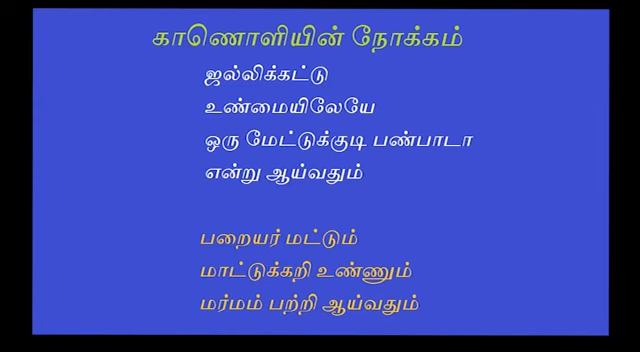 காணொளியின் நோக்கம்
ஜல்லிக்கட்டு
உண்மையிலேயே
ஒரு மேட்டுக்குடி பண்பாடா
என்று ஆய்வதும்
பறையர் மட்டும்
மாட்டுக்கறி உண்ணும்
மர்மம் பற்றி ஆய்வதும்